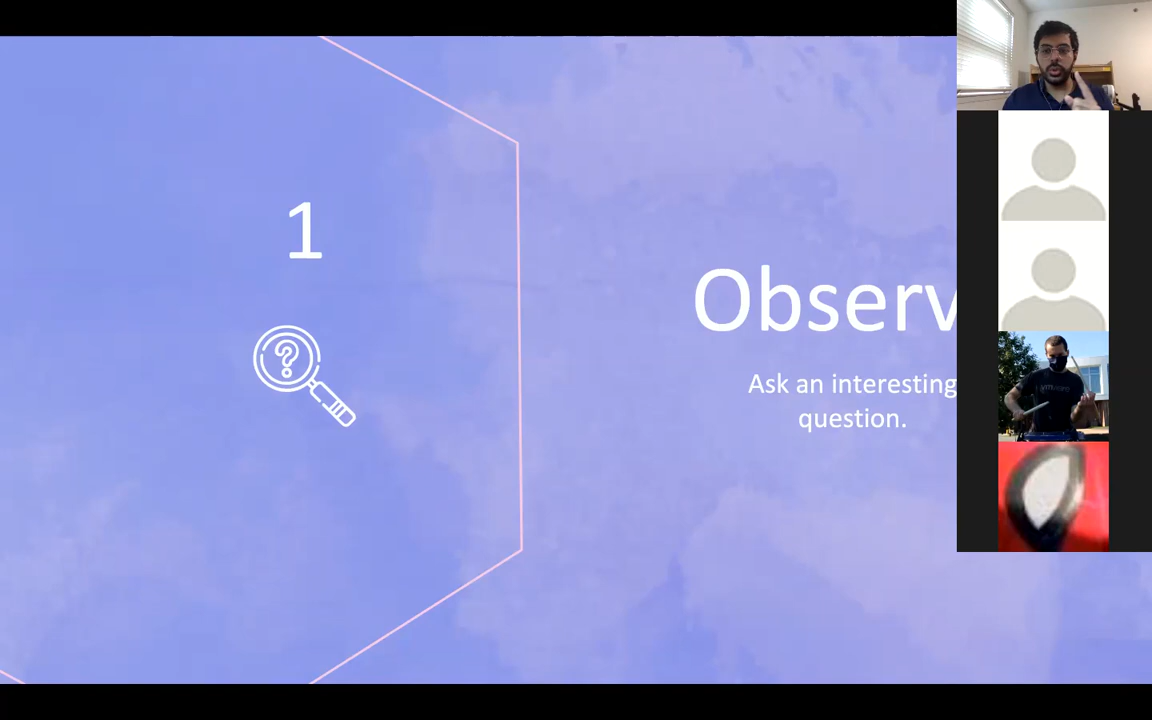 1
Observ
Ask an interesting
question.